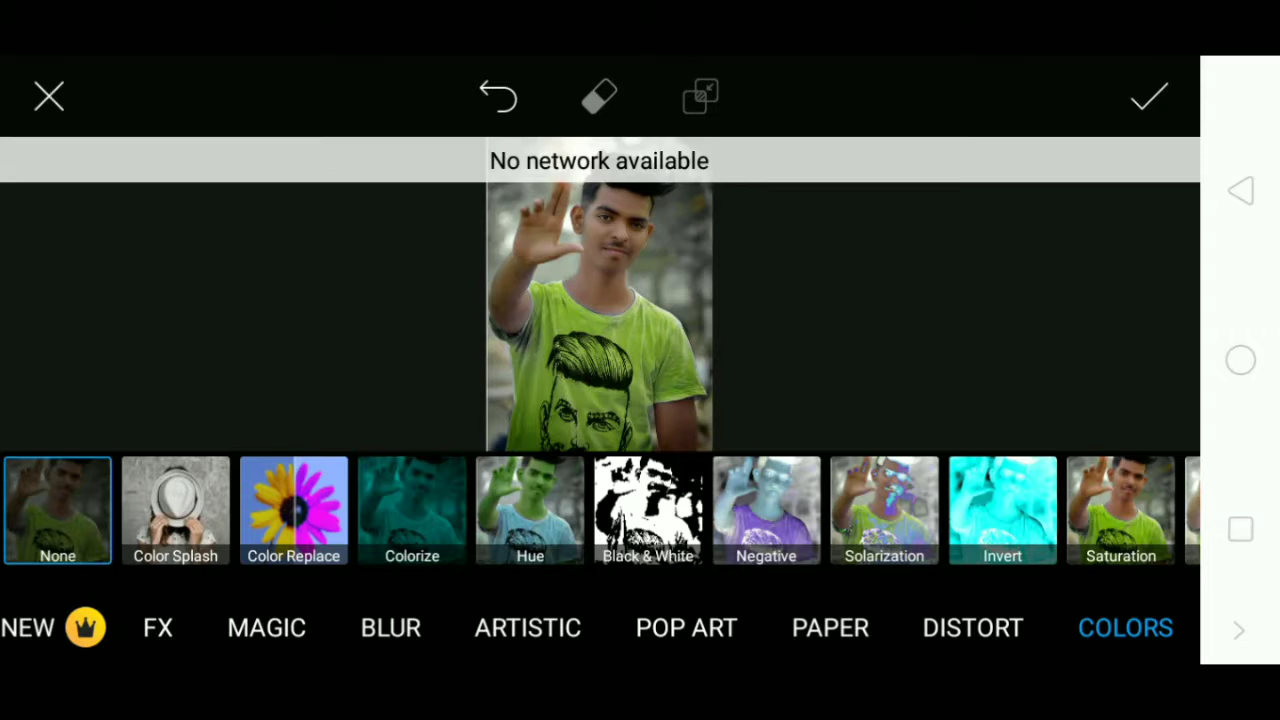 No network available
None
Color Splash
Color Replace
Colorize
Hue
Black & White
Negative
Solarization
Invert
Saturation
NEW FX MAGIC BLUR ARTISTIC POP ART PAPER DISTORT COLORS